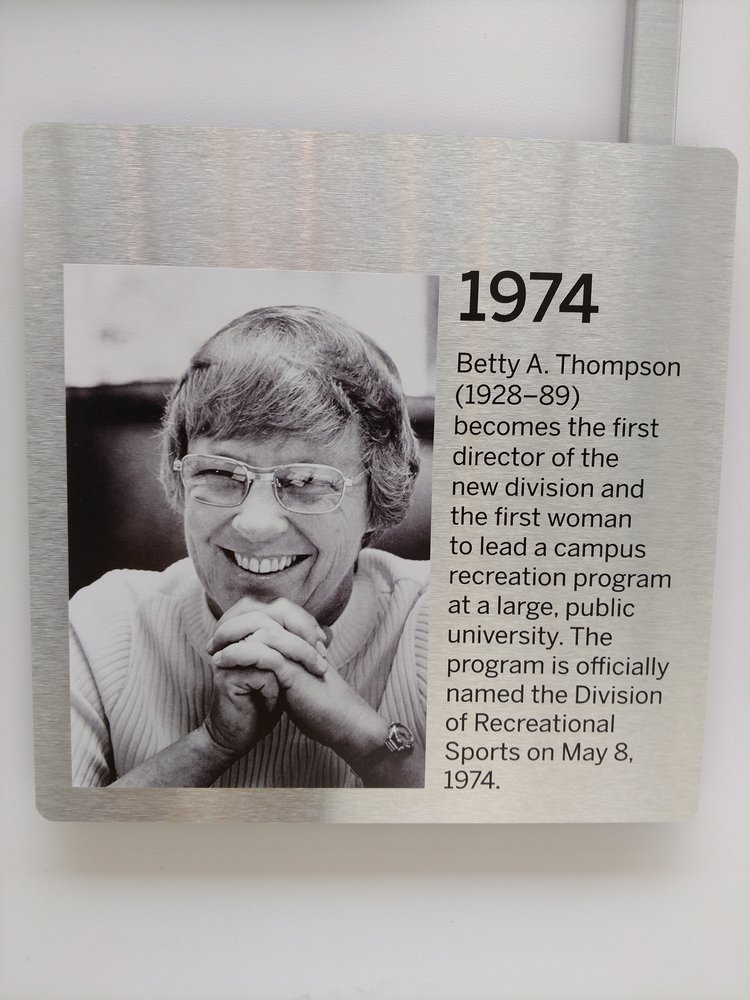 1974
Betty A. Thompson
(1928–89)
becomes the first
director of the
new division and
the first woman
to lead a campus
recreation program
at a large, public
university. The
program is officially
named the Division
of Recreational
Sports on May 8,
1974.